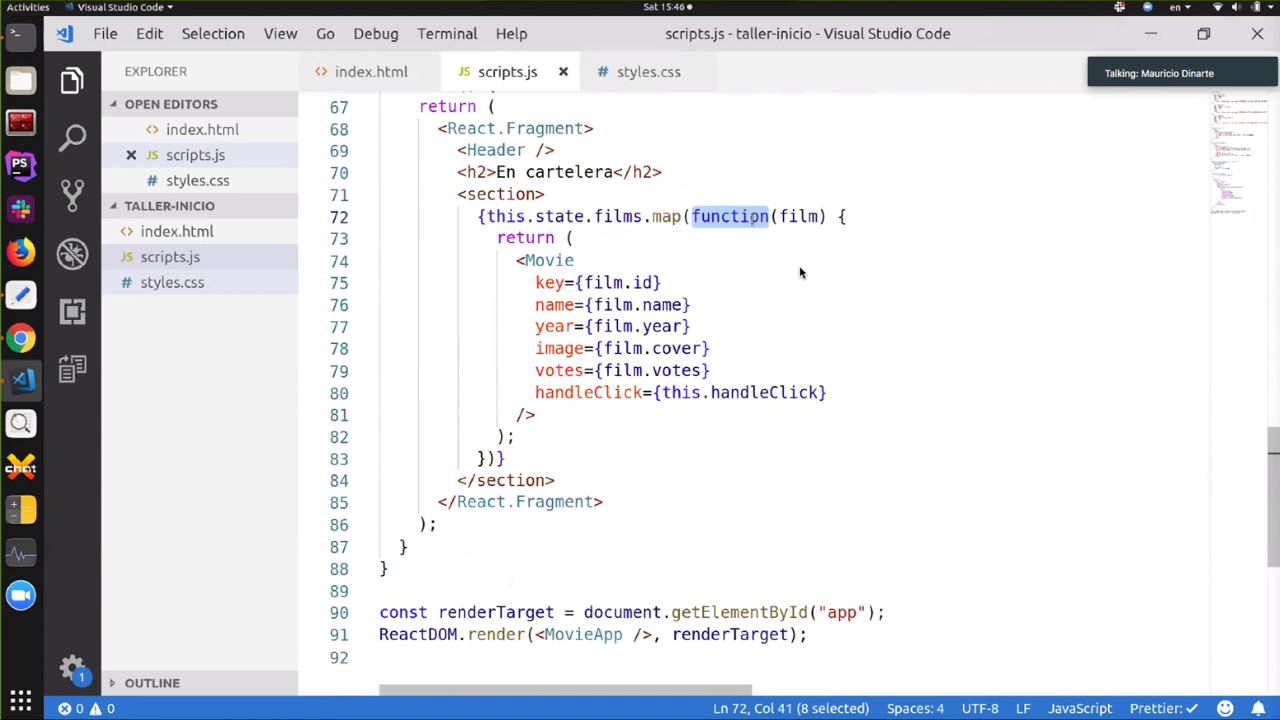 Activities
Visual Studio Code
Sat 15:46
en
File Edit Selection View Go Debug Terminal Help
scripts.js - taller-inicio - Visual Studio Code
EXPLORER
index.html
scripts.js
styles.css
Talking: Mauricio Dinarte
OPEN EDITORS
index.html
scripts.js
styles.css
TALLER-INICIO
index.html
scripts.js
styles.css
OUTLINE
67 return (
68 <React.Fragment>
69 <Header />
70 <h2>En cartelera</h2>
71 <section>
72 {this.state.films.map(function(film) {
73 return (
74 <Movie
75 key={film.id}
76 name={film.name}
77 year={film.year}
78 image={film.cover}
79 votes={film.votes}
80 handleClick={this.handleClick}
81 />
82 );
83 })}
84 </section>
85 </React.Fragment>
86 );
87 }
88 }
89
90 const renderTarget = document.getElementById("app");
91 ReactDOM.render(<MovieApp />, renderTarget);
92
PS
chat
1
0 0
Ln 72, Col 41 (8 selected)
Spaces: 4
UTF-8
LF
JavaScript
Prettier: ✓